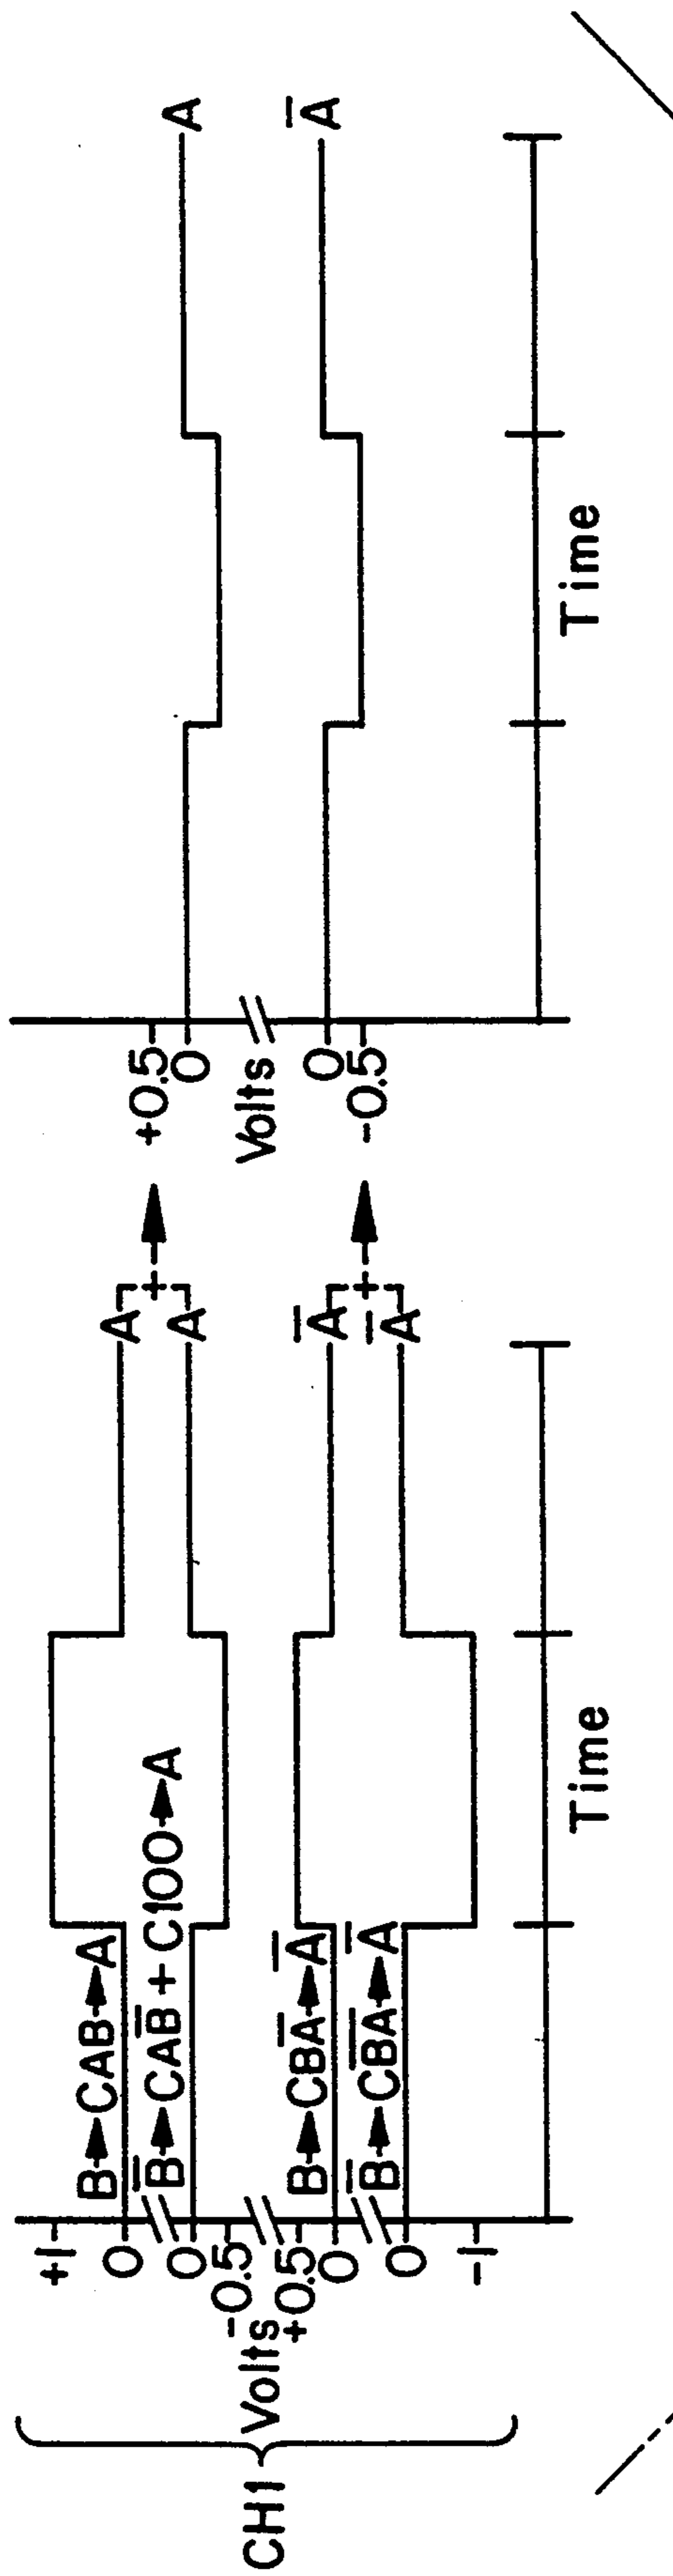 CH1
Volts
+1
0
0
-0.5
+0.5
0
0
-1
B→CAB→A
B̅→CAB̅+C100→A
B→CBA̅→A̅
B̅→CB̅A̅→A̅
A
A
A̅
A̅
Time
+0.5
0
Volts
0
-0.5
A
A̅
Time